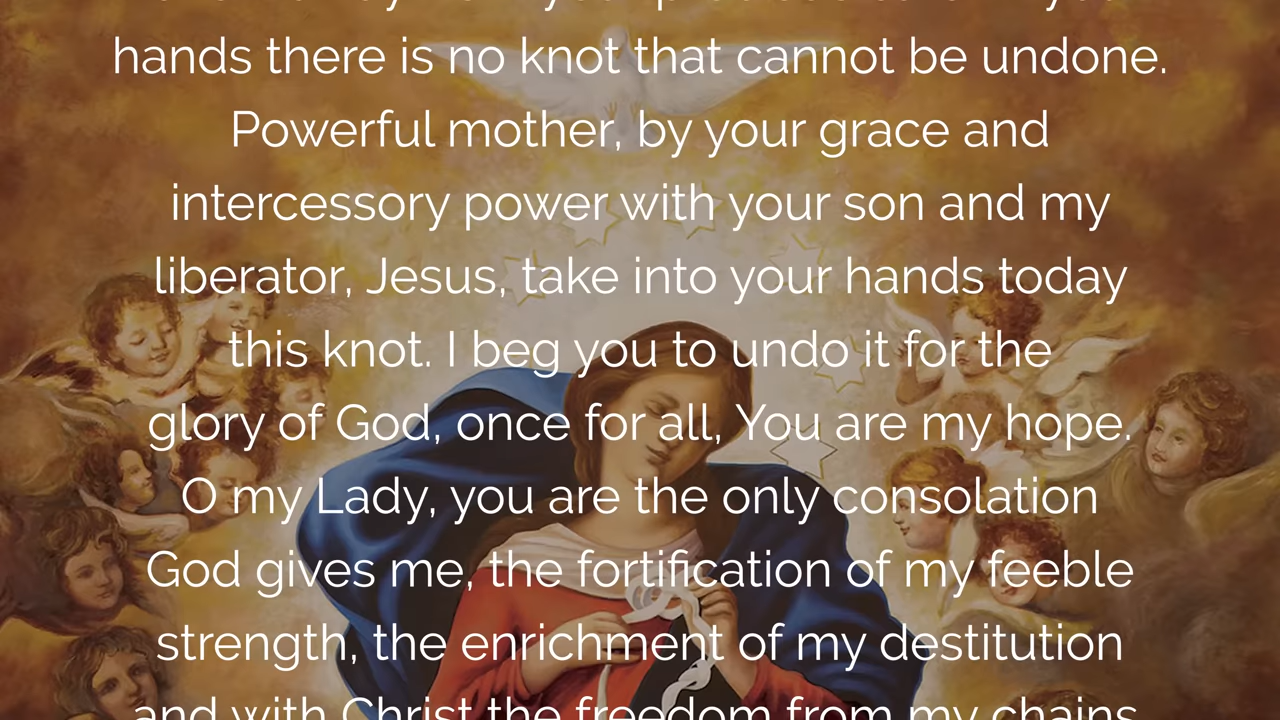 hands there is no knot that cannot be undone.
Powerful mother, by your grace and
intercessory power with your son and my
liberator, Jesus, take into your hands today
this knot. I beg you to undo it for the
glory of God, once for all, You are my hope.
O my Lady, you are the only consolation
God gives me, the fortification of my feeble
strength, the enrichment of my destitution
and with Christ the freedom from my chains